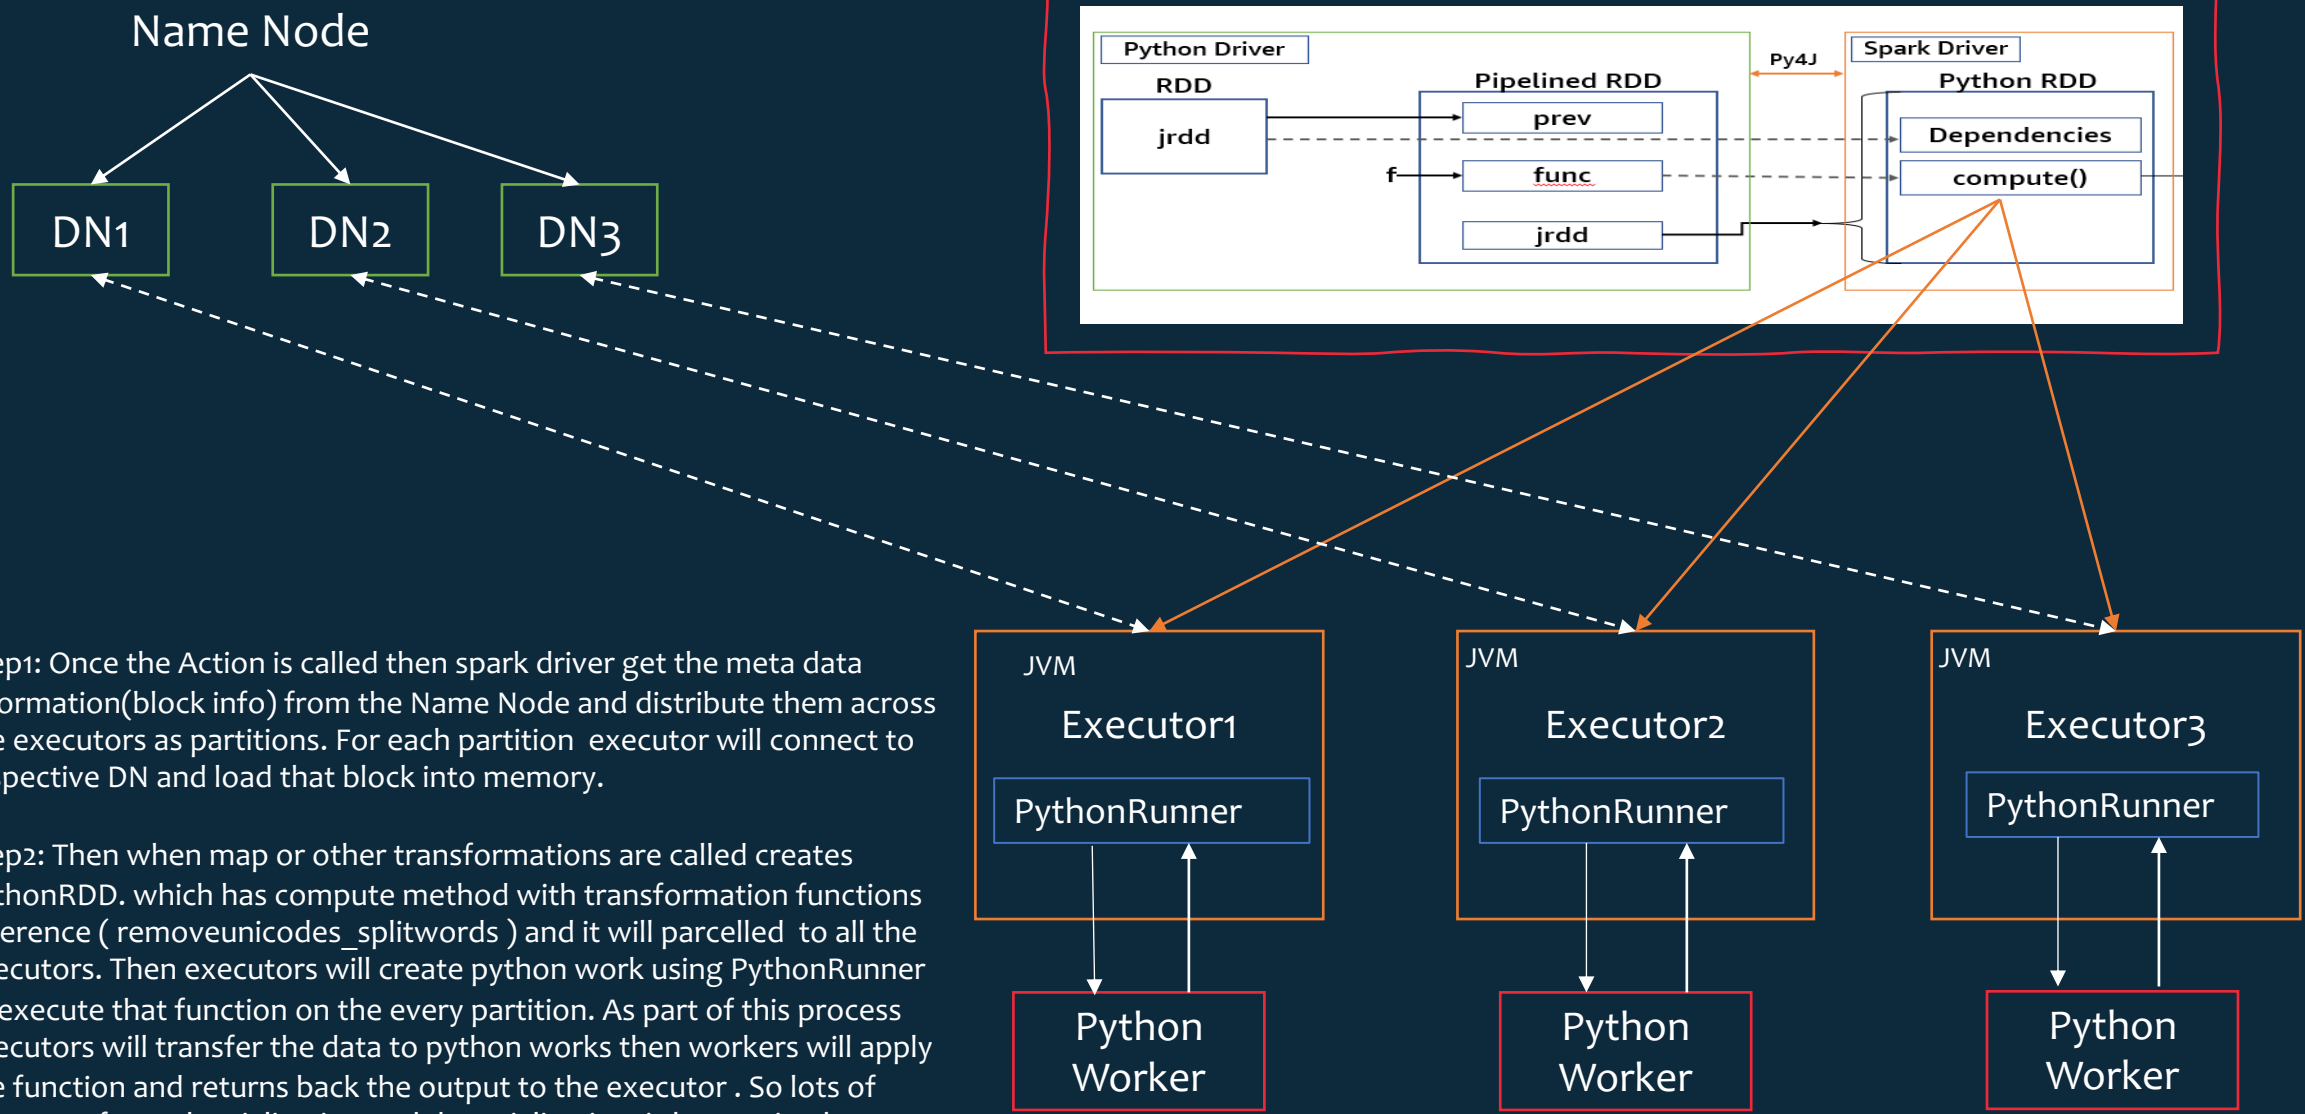 Name Node
DN1
DN2
DN3
Python Driver
RDD
jrdd
Pipelined RDD
prev
f
func
jrdd
Py4J
Spark Driver
Python RDD
Dependencies
compute()
ep1: Once the Action is called then spark driver get the meta data
ormation(block info) from the Name Node and distribute them across
e executors as partitions. For each partition executor will connect to
spective DN and load that block into memory.
ep2: Then when map or other transformations are called creates
thonRDD. which has compute method with transformation functions
erence ( removeunicodes_splitwords ) and it will parcelled to all the
ecutors. Then executors will create python work using PythonRunner
execute that function on the every partition. As part of this process
ecutors will transfer the data to python works then workers will apply
e function and returns back the output to the executor . So lots of
JVM
Executor1
PythonRunner
Python
Worker
JVM
Executor2
PythonRunner
Python
Worker
JVM
Executor3
PythonRunner
Python
Worker